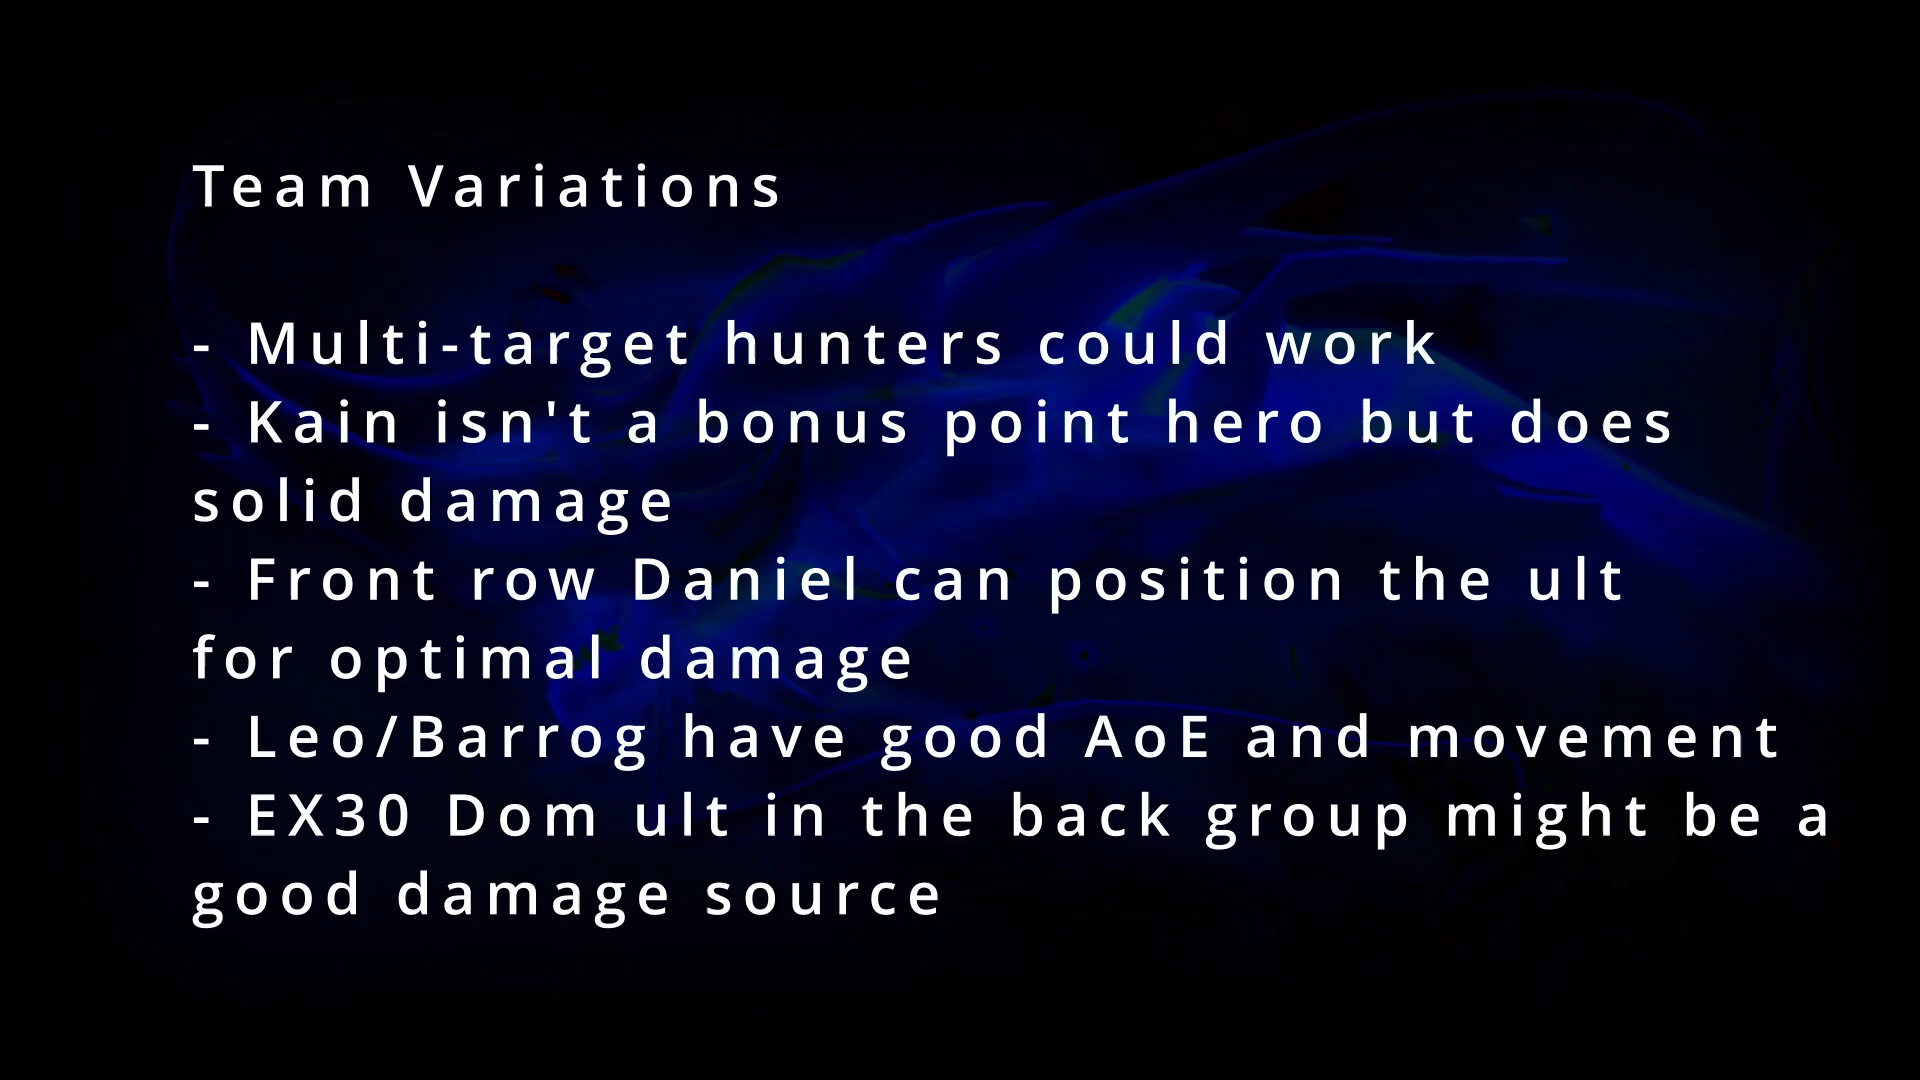 Team Variations
- Multi-target hunters could work
- Kain isn't a bonus point hero but does
solid damage
- Front row Daniel can position the ult
for optimal damage
- Leo/Barrog have good AoE and movement
- EX30 Dom ult in the back group might be a
good damage source